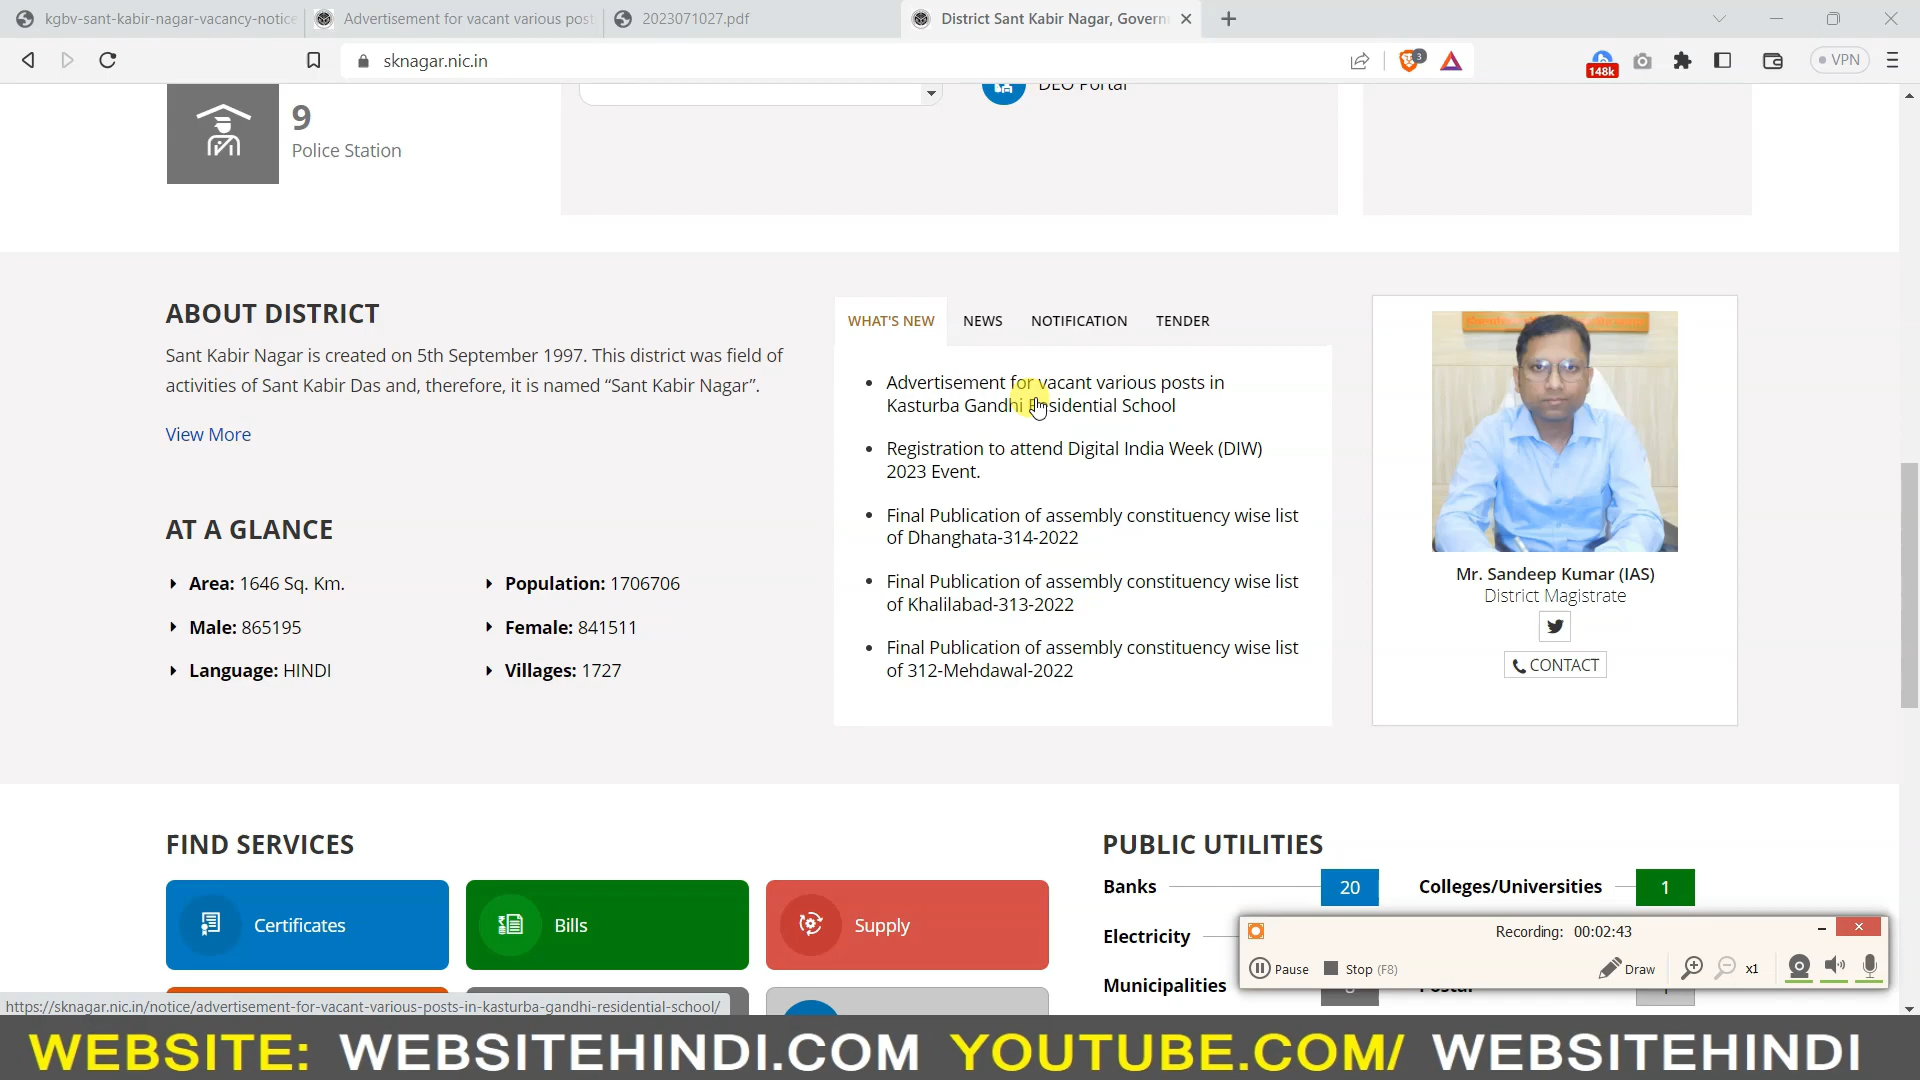 kgbv-sant-kabir-nagar-vacancy-notice
Advertisement for vacant various post
2023071027.pdf
District Sant Kabir Nagar, Govern
sknagar.nic.in
3
148k
VPN
9
Police Station
DEO Portal
ABOUT DISTRICT
Sant Kabir Nagar is created on 5th September 1997. This district was field of
activities of Sant Kabir Das and, therefore, it is named “Sant Kabir Nagar”.
View More
AT A GLANCE
Area: 1646 Sq. Km.
Population: 1706706
Male: 865195
Female: 841511
Language: HINDI
Villages: 1727
WHAT'S NEW NEWS NOTIFICATION TENDER
Advertisement for vacant various posts in
Kasturba Gandhi Residential School
Registration to attend Digital India Week (DIW)
2023 Event.
Final Publication of assembly constituency wise list
of Dhanghata-314-2022
Final Publication of assembly constituency wise list
of Khalilabad-313-2022
Final Publication of assembly constituency wise list
of 312-Mehdawal-2022
Mr. Sandeep Kumar (IAS)
District Magistrate
CONTACT
FIND SERVICES
Certificates
Bills
Supply
PUBLIC UTILITIES
Banks 20
Colleges/Universities 1
Electricity
Municipalities
Postal
Recording: 00:02:43
Pause Stop (F8) Draw x1
https://sknagar.nic.in/notice/advertisement-for-vacant-various-posts-in-kasturba-gandhi-residential-school/
WEBSITE: WEBSITEHINDI.COM YOUTUBE.COM/ WEBSITEHINDI